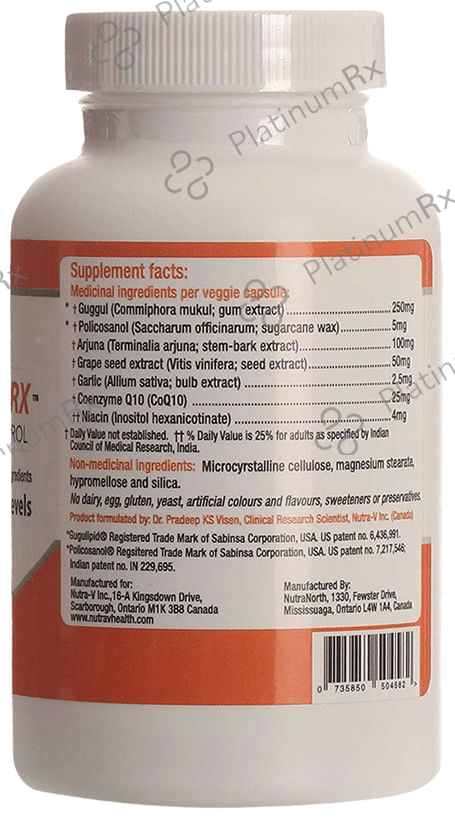 PlatinumRx
PlatinumRx
PlatinumRx
Supplement facts:
Medicinal ingredients per veggie capsule:
* †Guggul (Commiphora mukul; gum extract)..........250mg
* †Policosanol (Saccharum officinarum; sugarcane wax)..........5mg
†Arjuna (Terminalia arjuna; stem-bark extract)..........100mg
†Grape seed extract (Vitis vinifera; seed extract)..........50mg
†Garlic (Allium sativa; bulb extract)..........2.5mg
†Coenzyme Q10 (CoQ10)..........25mg
††Niacin (Inositol hexanicotinate)..........4mg
†Daily Value not established. †† % Daily Value is 25% for adults as specified by Indian
Council of Medical Research, India.
Non-medicinal ingredients: Microcrystalline cellulose, magnesium stearate,
hypromellose and silica.
No dairy, egg, gluten, yeast, artificial colours and flavours, sweeteners or preservatives.
Product formulated by: Dr. Pradeep KS Visen, Clinical Research Scientist, Nutra-V Inc. (Canada)
*Gugulipid® Registered Trade Mark of Sabinsa Corporation, USA. US patent no. 6,436,991.
*Policosanol® Regsitered Trade Mark of Sabinsa Corporation, USA. US patent no. 7,217,546;
Indian patent no. IN 229,695.
Manufactured for:
Nutra-V Inc.,16-A Kingsdown Drive,
Scarborough, Ontario M1K 3B8 Canada
www.nutravhealth.com
Manufactured By:
NutraNorth, 1330, Fewster Drive,
Mississuaga, Ontario L4W 1A4, Canada
0 735850 504582 >
RX™
ROL
ngredients
evels